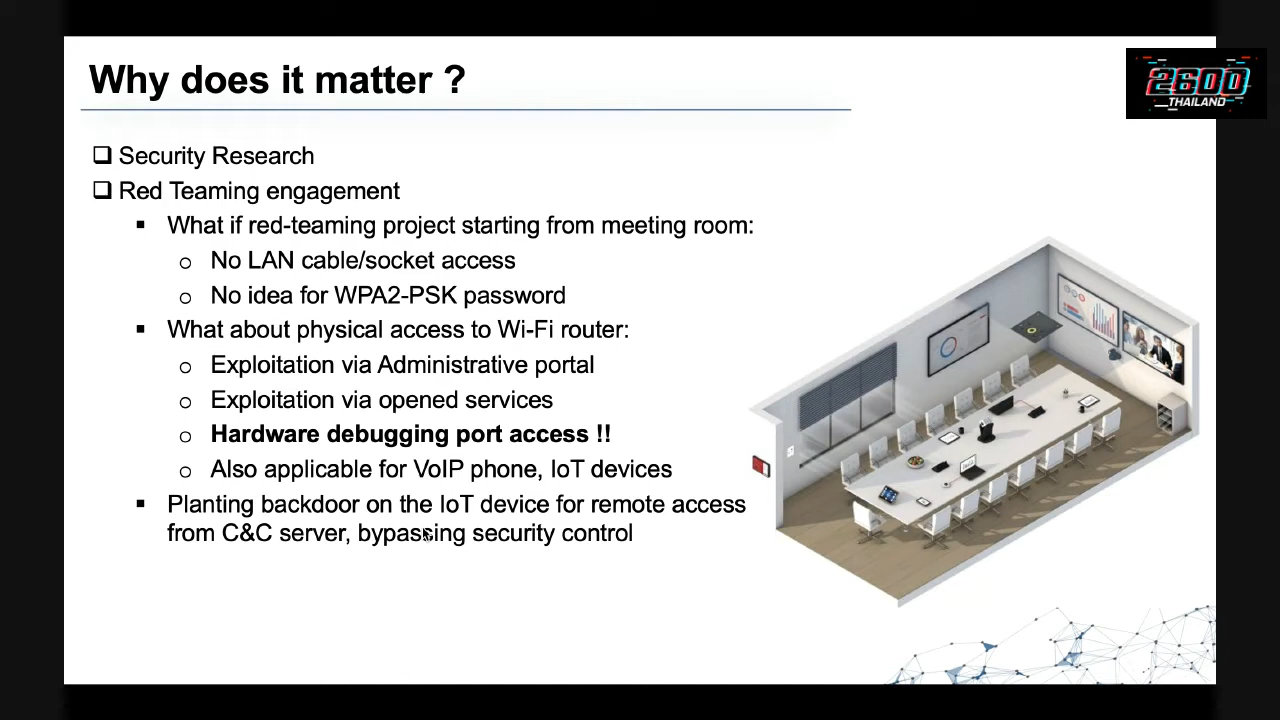 Why does it matter ?
2600
THAILAND
❑ Security Research
❑ Red Teaming engagement
▪ What if red-teaming project starting from meeting room:
o No LAN cable/socket access
o No idea for WPA2-PSK password
▪ What about physical access to Wi-Fi router:
o Exploitation via Administrative portal
o Exploitation via opened services
o Hardware debugging port access !!
o Also applicable for VoIP phone, IoT devices
▪ Planting backdoor on the IoT device for remote access
from C&C server, bypassing security control